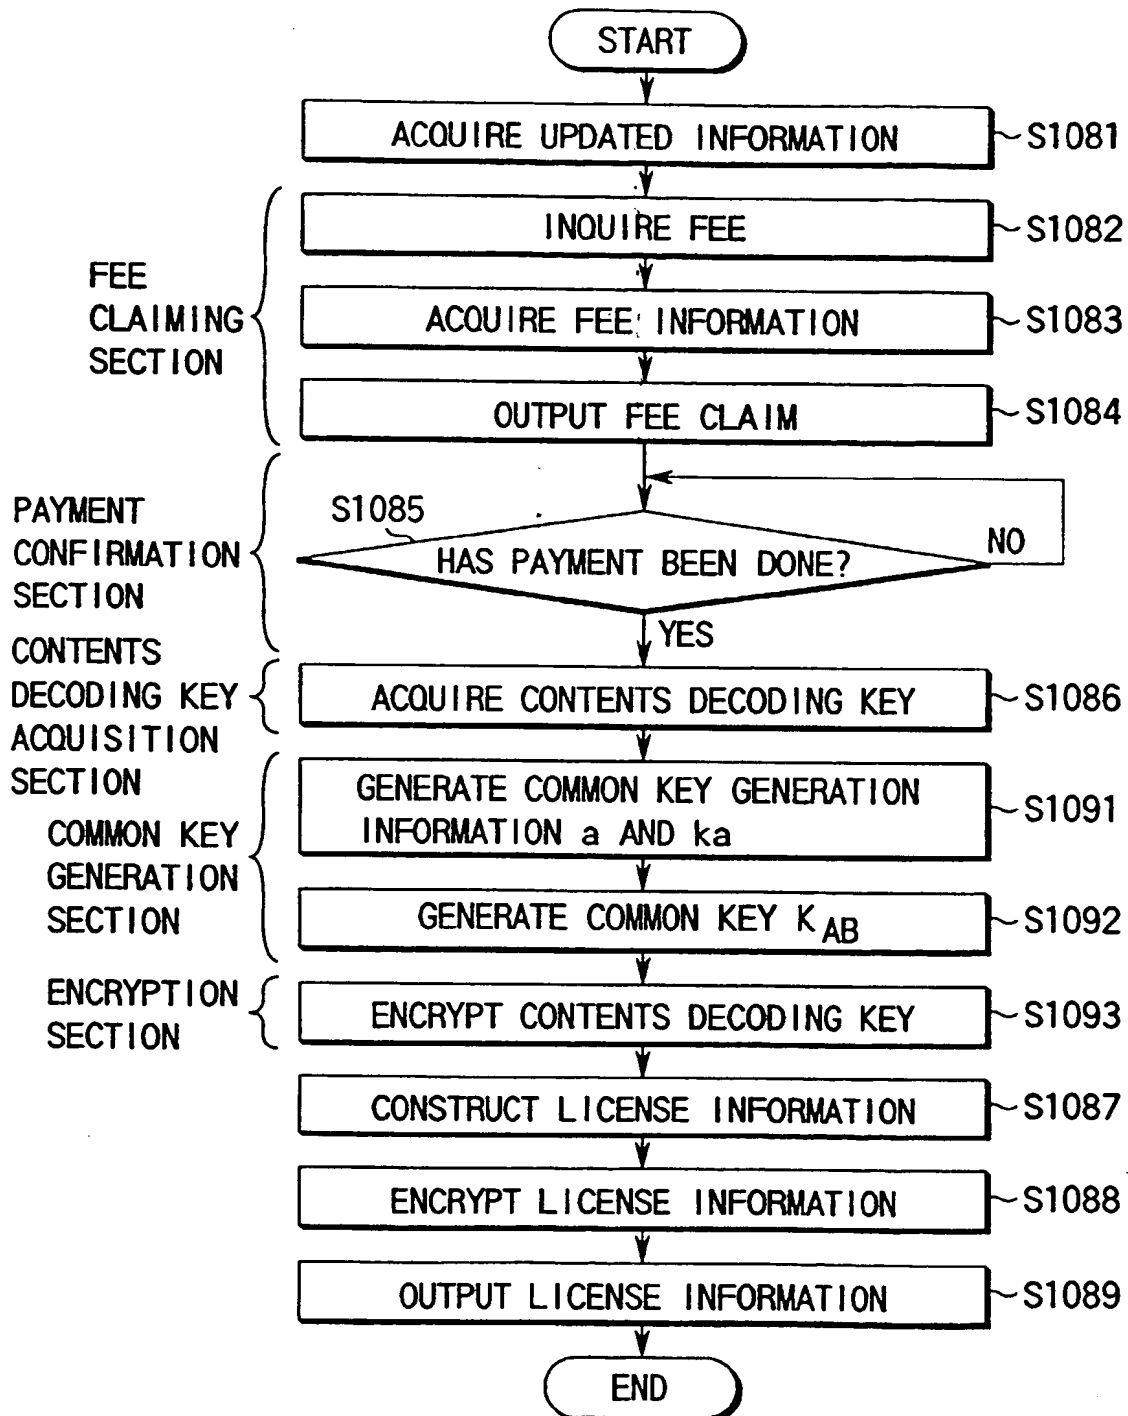 START
ACQUIRE UPDATED INFORMATION
S1081
INQUIRE FEE
S1082
FEE
CLAIMING
SECTION
ACQUIRE FEE INFORMATION
S1083
OUTPUT FEE CLAIM
S1084
PAYMENT
CONFIRMATION
SECTION
S1085
HAS PAYMENT BEEN DONE?
NO
YES
CONTENTS
DECODING KEY
ACQUISITION
SECTION
ACQUIRE CONTENTS DECODING KEY
S1086
GENERATE COMMON KEY GENERATION
INFORMATION a AND ka
S1091
COMMON KEY
GENERATION
SECTION
GENERATE COMMON KEY K AB
S1092
ENCRYPTION
SECTION
ENCRYPT CONTENTS DECODING KEY
S1093
CONSTRUCT LICENSE INFORMATION
S1087
ENCRYPT LICENSE INFORMATION
S1088
OUTPUT LICENSE INFORMATION
S1089
END